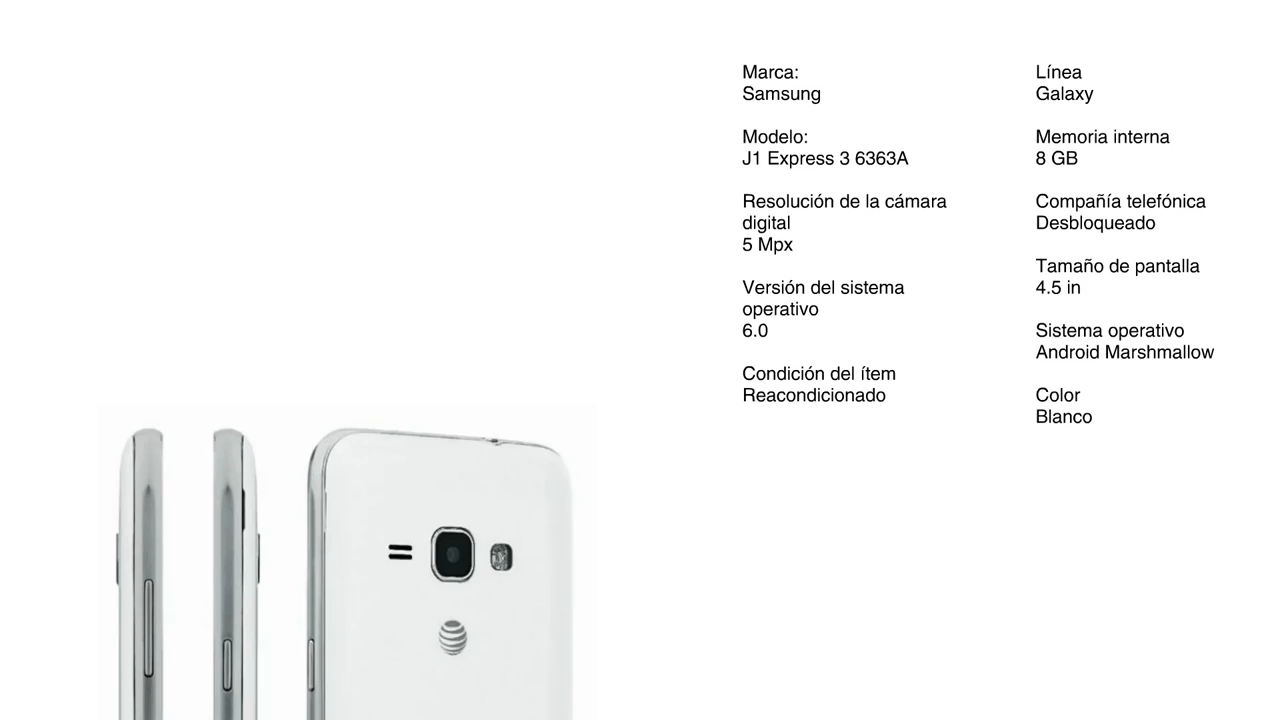 Marca:
Samsung
Modelo:
J1 Express 3 6363A
Resolución de la cámara
digital
5 Mpx
Versión del sistema
operativo
6.0
Condición del ítem
Reacondicionado
Línea
Galaxy
Memoria interna
8 GB
Compañía telefónica
Desbloqueado
Tamaño de pantalla
4.5 in
Sistema operativo
Android Marshmallow
Color
Blanco